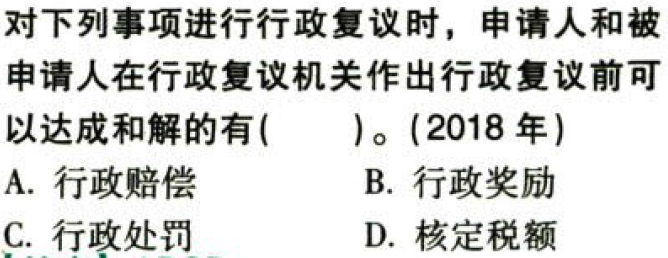 对下列事项进行行政复议时，申请人和被
申请人在行政复议机关作出行政复议前可
以达成和解的有(　　)。(2018 年)
A. 行政赔偿　　B. 行政奖励
C. 行政处罚　　D. 核定税额